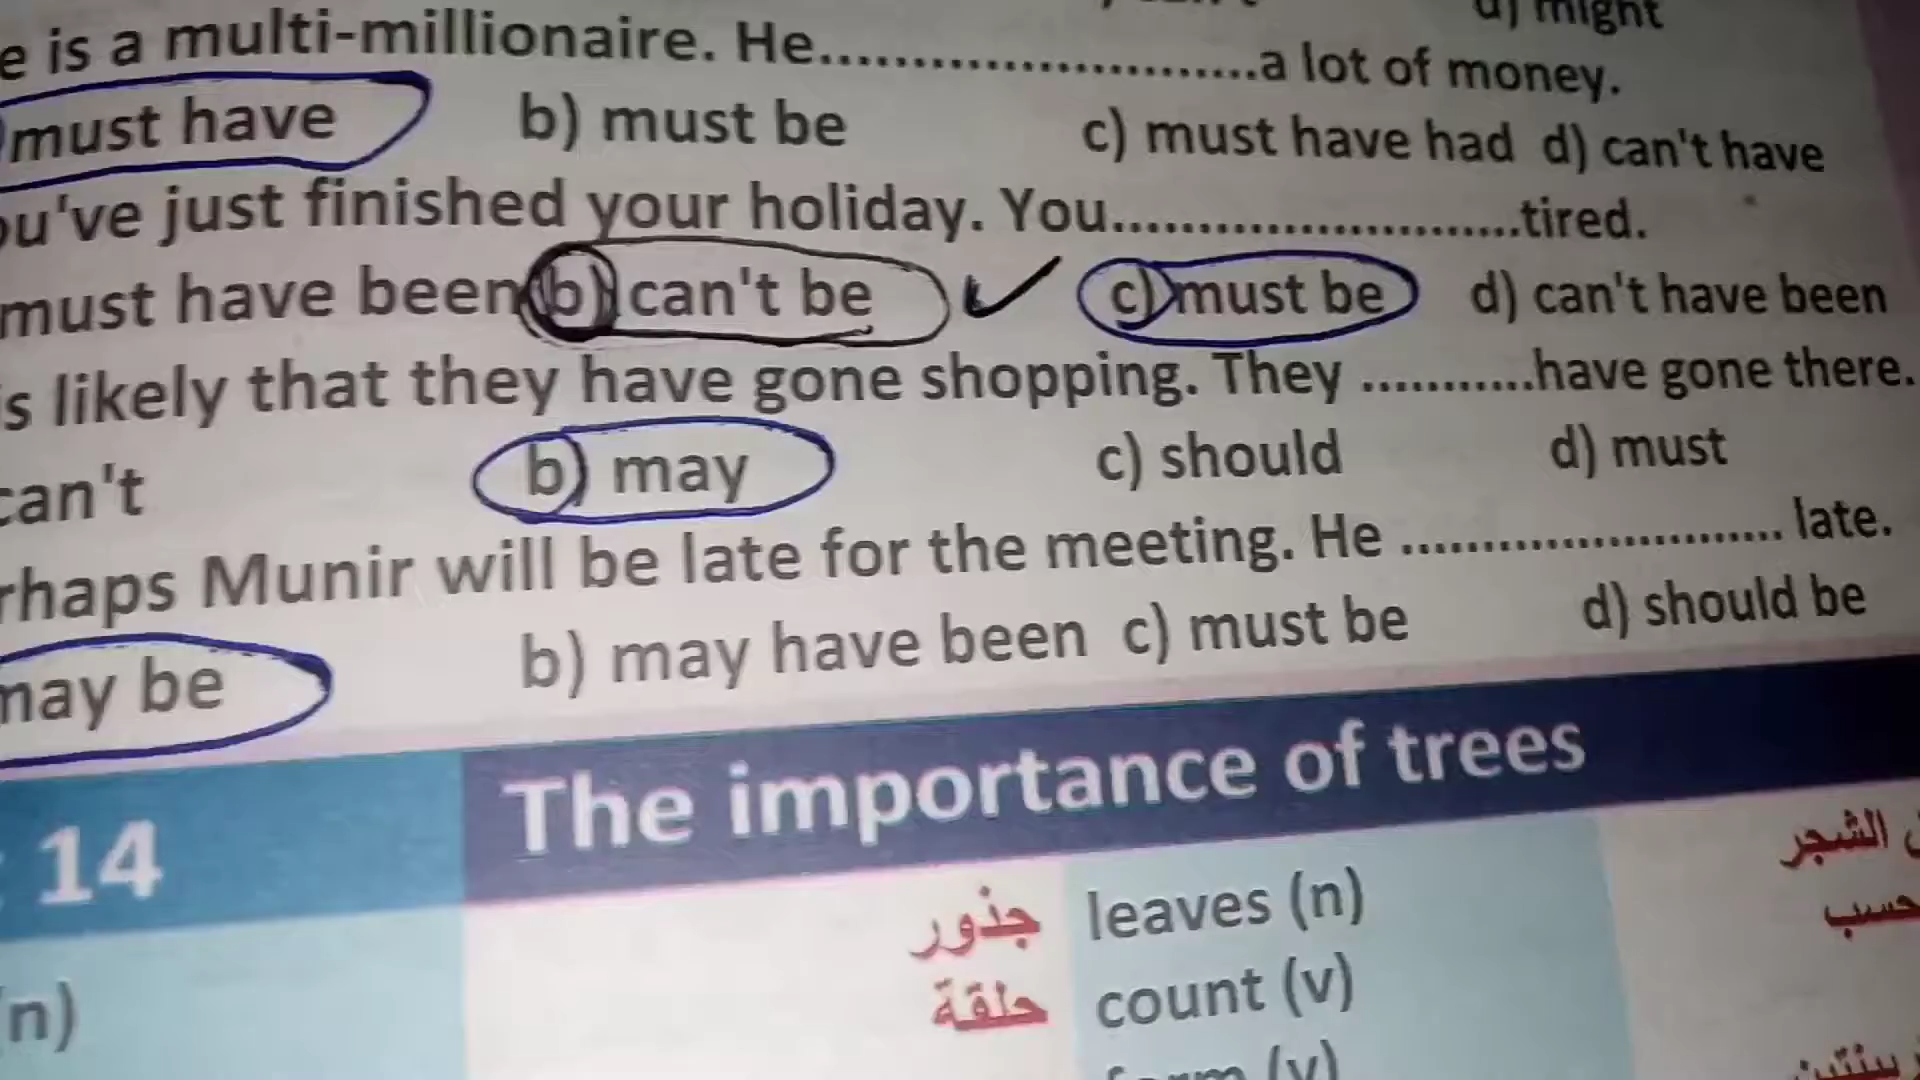 d) might
e is a multi-millionaire. He..............................a lot of money.
must have b) must be c) must have had d) can't have
ou've just finished your holiday. You.............................tired.
must have been b) can't be c) must be d) can't have been
s likely that they have gone shopping. They ...........have gone there.
can't b) may c) should d) must
rhaps Munir will be late for the meeting. He ......................... late.
may be b) may have been c) must be d) should be
14 The importance of trees
جذور leaves (n) الشجر
n) حلقة count (v)